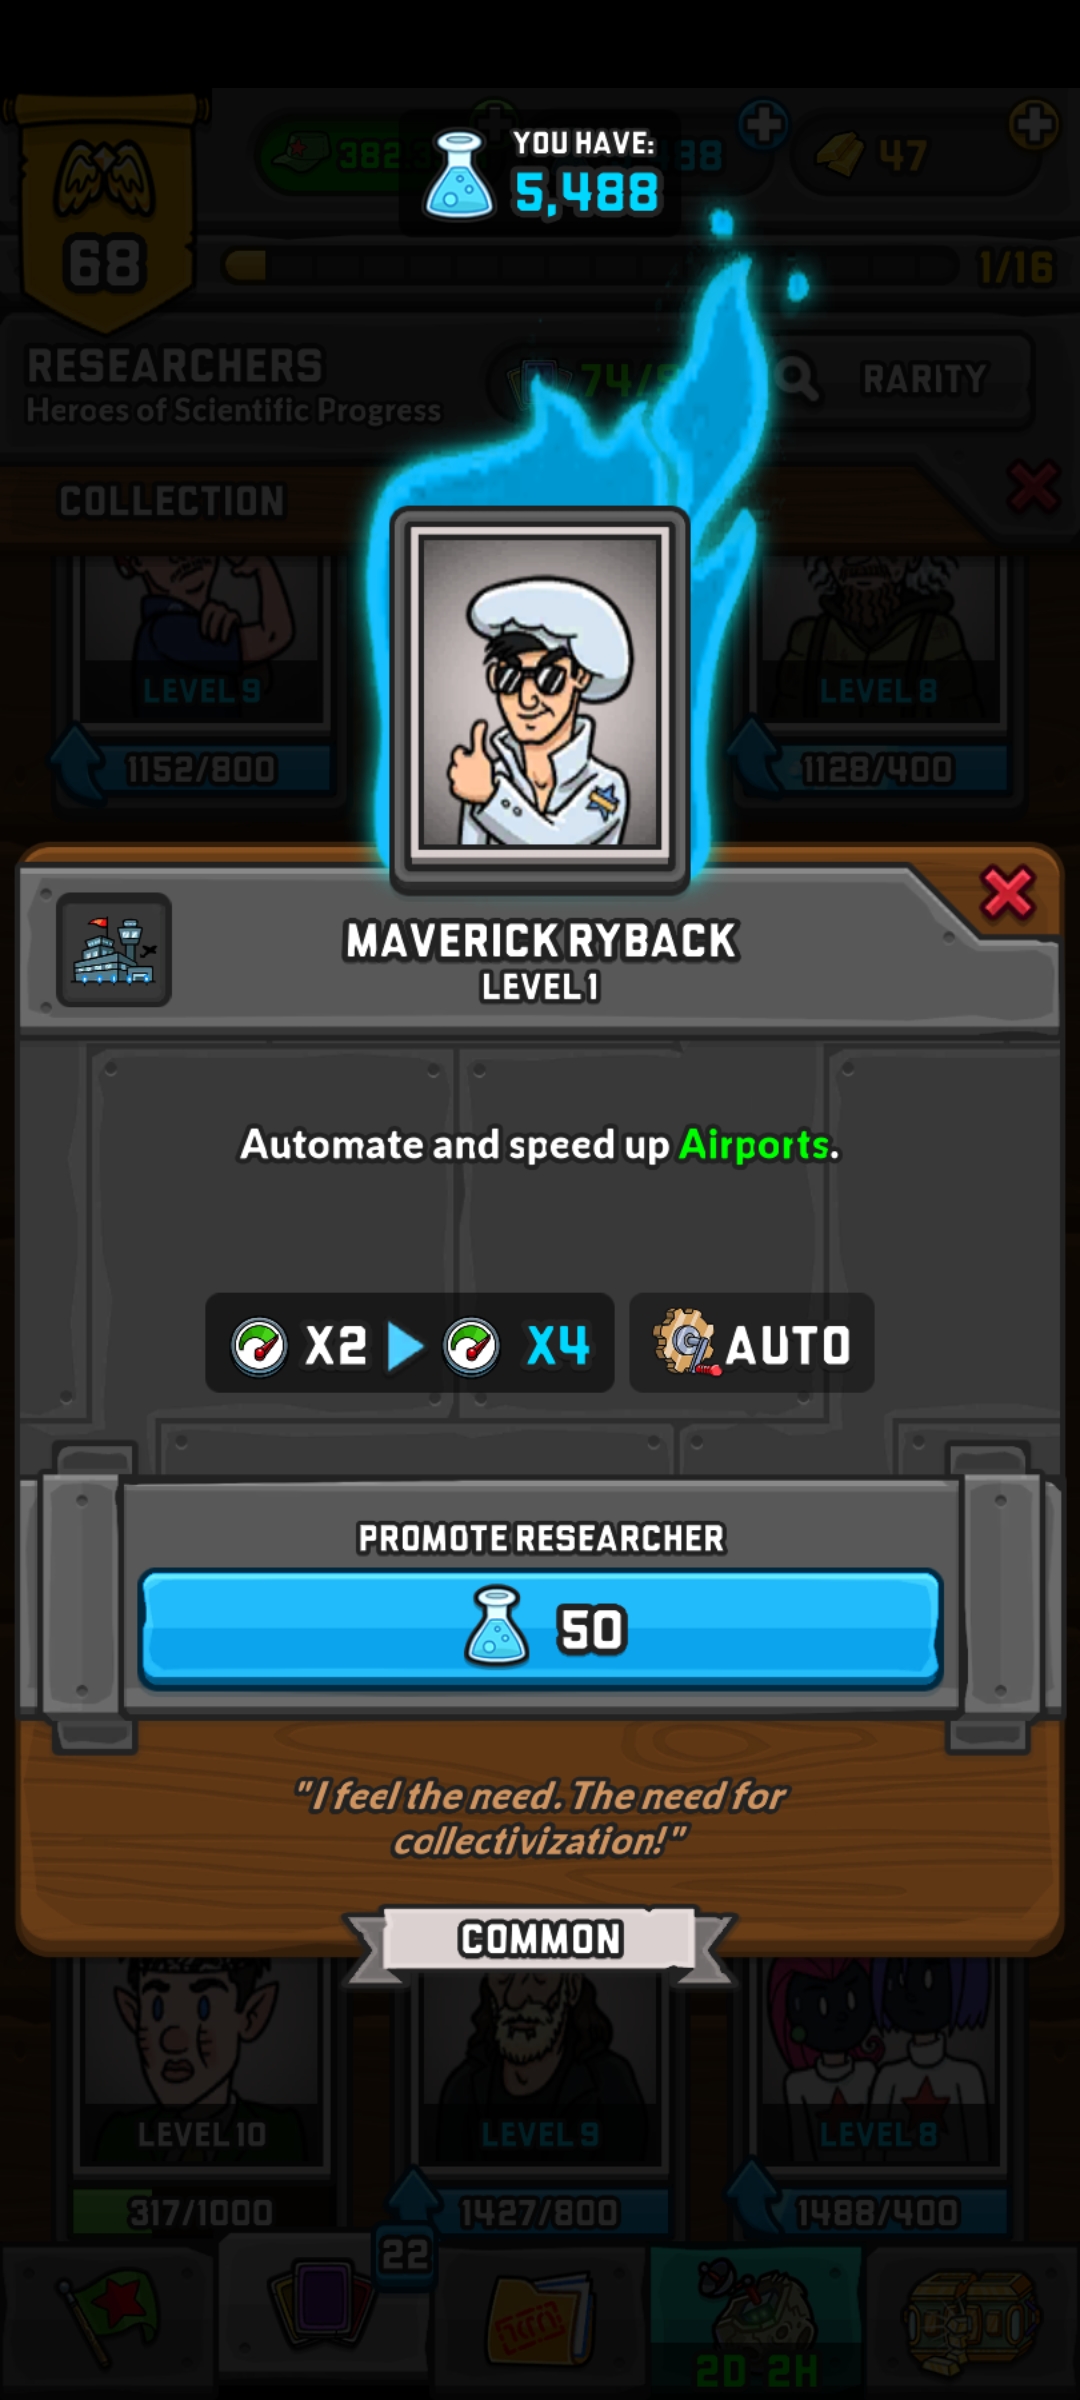 YOU HAVE:
5,488
382
38
47
68
1/16
RESEARCHERS
Heroes of Scientific Progress
74/
RARITY
COLLECTION
LEVEL 9
LEVEL 8
1152/800
1128/400
MAVERICK RYBACK
LEVEL 1
Automate and speed up Airports.
X2 X4 AUTO
PROMOTE RESEARCHER
50
"I feel the need. The need for
collectivization!"
COMMON
LEVEL 10
LEVEL 9
LEVEL 8
317/1000
1427/800
1488/400
22
2D 2H